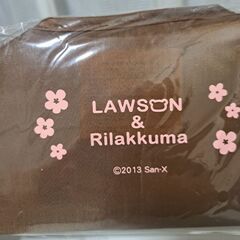 LAWSON
&
Rilakkuma
©2013 San-X